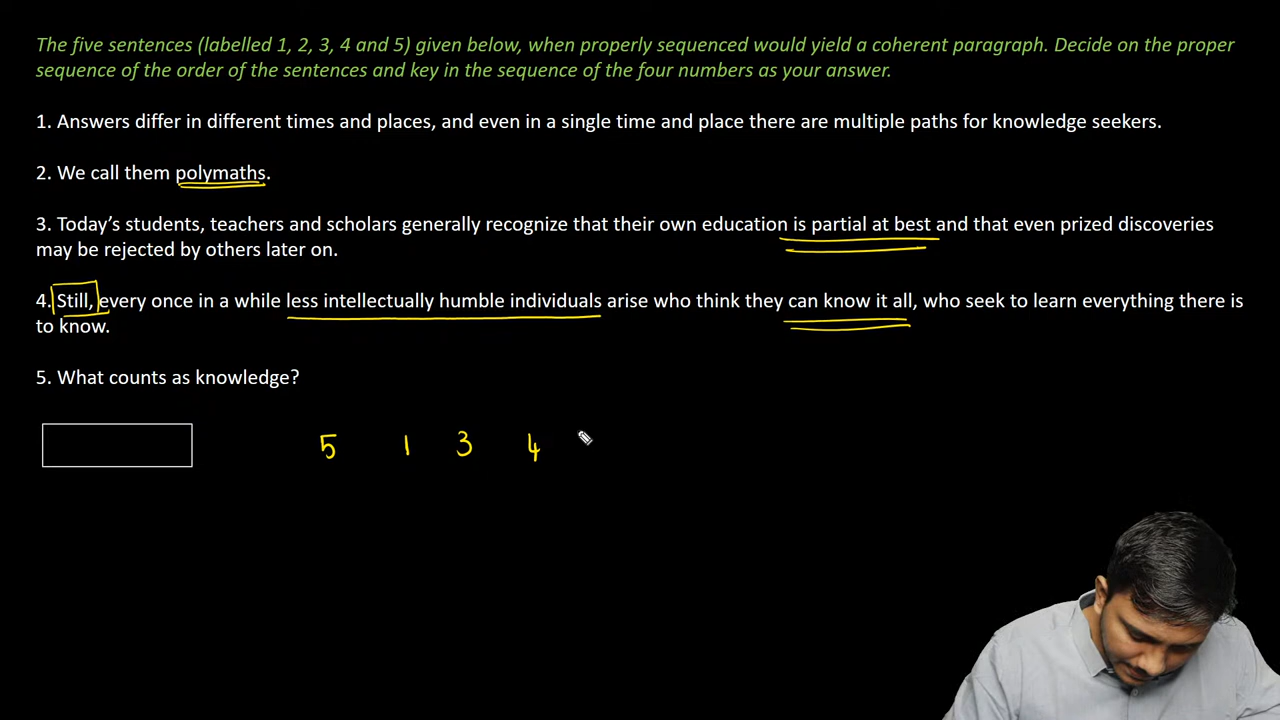 The five sentences (labelled 1, 2, 3, 4 and 5) given below, when properly sequenced would yield a coherent paragraph. Decide on the proper
sequence of the order of the sentences and key in the sequence of the four numbers as your answer.
1. Answers differ in different times and places, and even in a single time and place there are multiple paths for knowledge seekers.
2. We call them polymaths.
3. Today’s students, teachers and scholars generally recognize that their own education is partial at best and that even prized discoveries
may be rejected by others later on.
4. Still, every once in a while less intellectually humble individuals arise who think they can know it all, who seek to learn everything there is
to know.
5. What counts as knowledge?
5 1 3 4